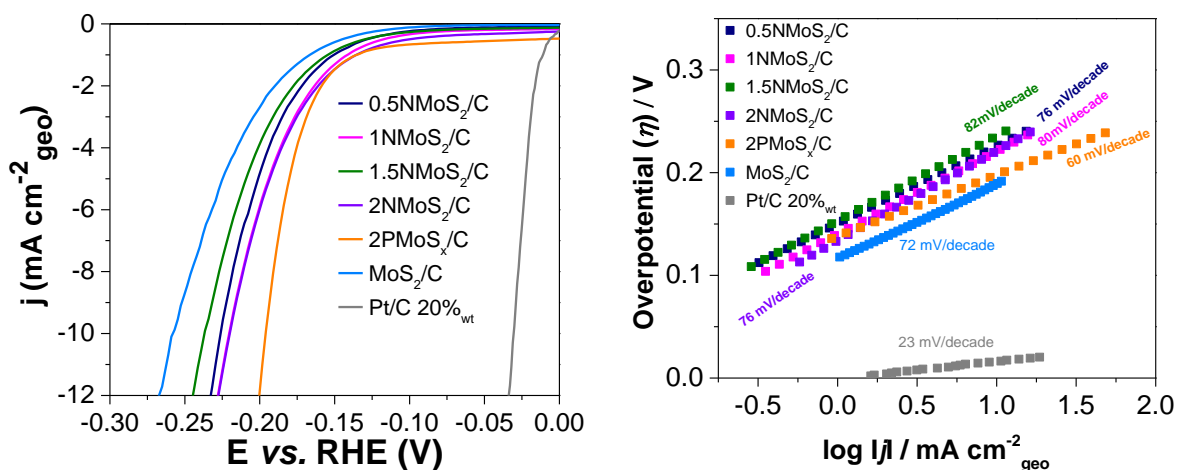 0
-2
-4
-6
-8
-10
-12
j (mA cm⁻²geo)
0.5NMoS₂/C
1NMoS₂/C
1.5NMoS₂/C
2NMoS₂/C
2PMoSₓ/C
MoS₂/C
Pt/C 20%wt
-0.30 -0.25 -0.20 -0.15 -0.10 -0.05 0.00
E vs. RHE (V)
0.3
0.2
0.1
0.0
Overpotential (η) / V
0.5NMoS₂/C
1NMoS₂/C
1.5NMoS₂/C
2NMoS₂/C
2PMoSₓ/C
MoS₂/C
Pt/C 20%wt
82mV/decade
76 mV/decade
80mV/decade
60 mV/decade
72 mV/decade
76 mV/decade
23 mV/decade
-0.5 0.0 0.5 1.0 1.5 2.0
log |j| / mA cm⁻²geo